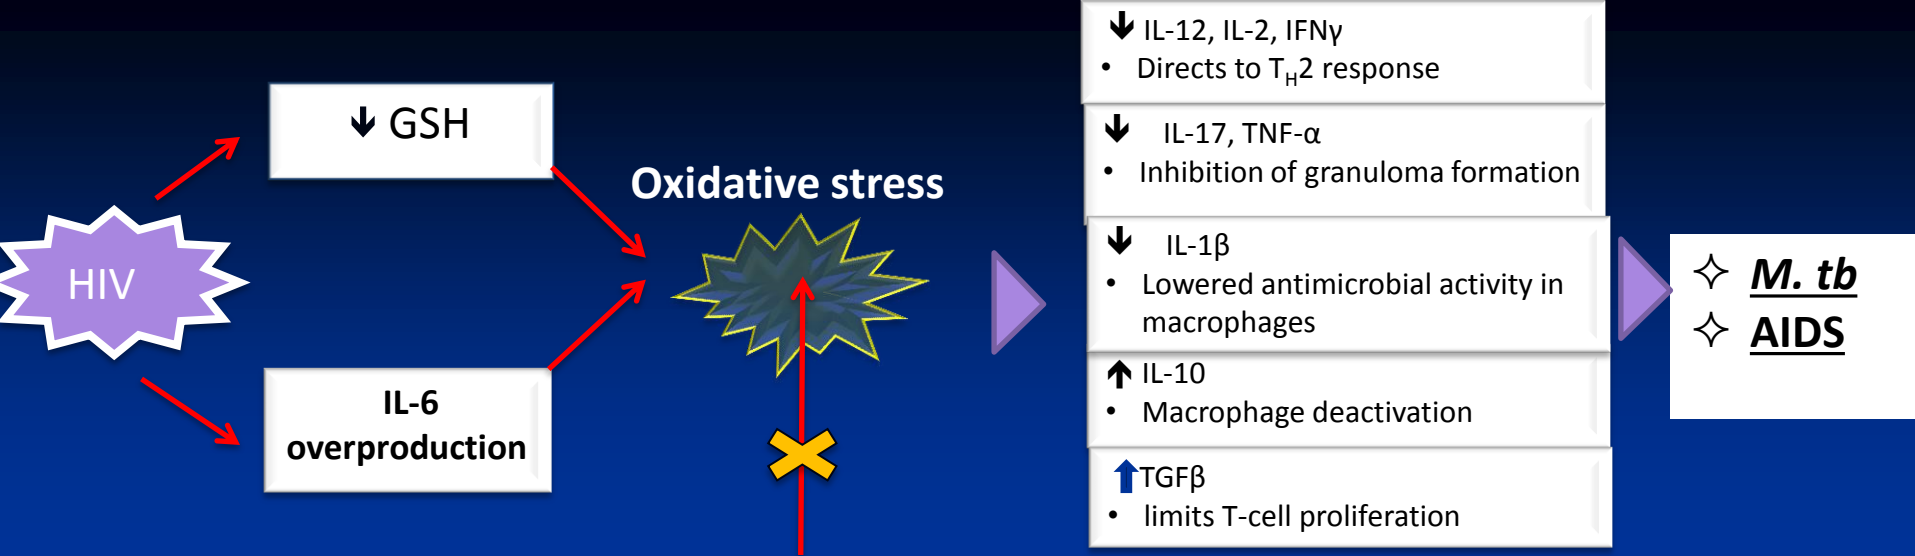 HIV
↓ GSH
IL-6
overproduction
Oxidative stress
↓ IL-12, IL-2, IFNγ
• Directs to TH2 response
↓ IL-17, TNF-α
• Inhibition of granuloma formation
↓ IL-1β
• Lowered antimicrobial activity in
macrophages
↑ IL-10
• Macrophage deactivation
↑TGFβ
• limits T-cell proliferation
✧ M. tb
✧ AIDS